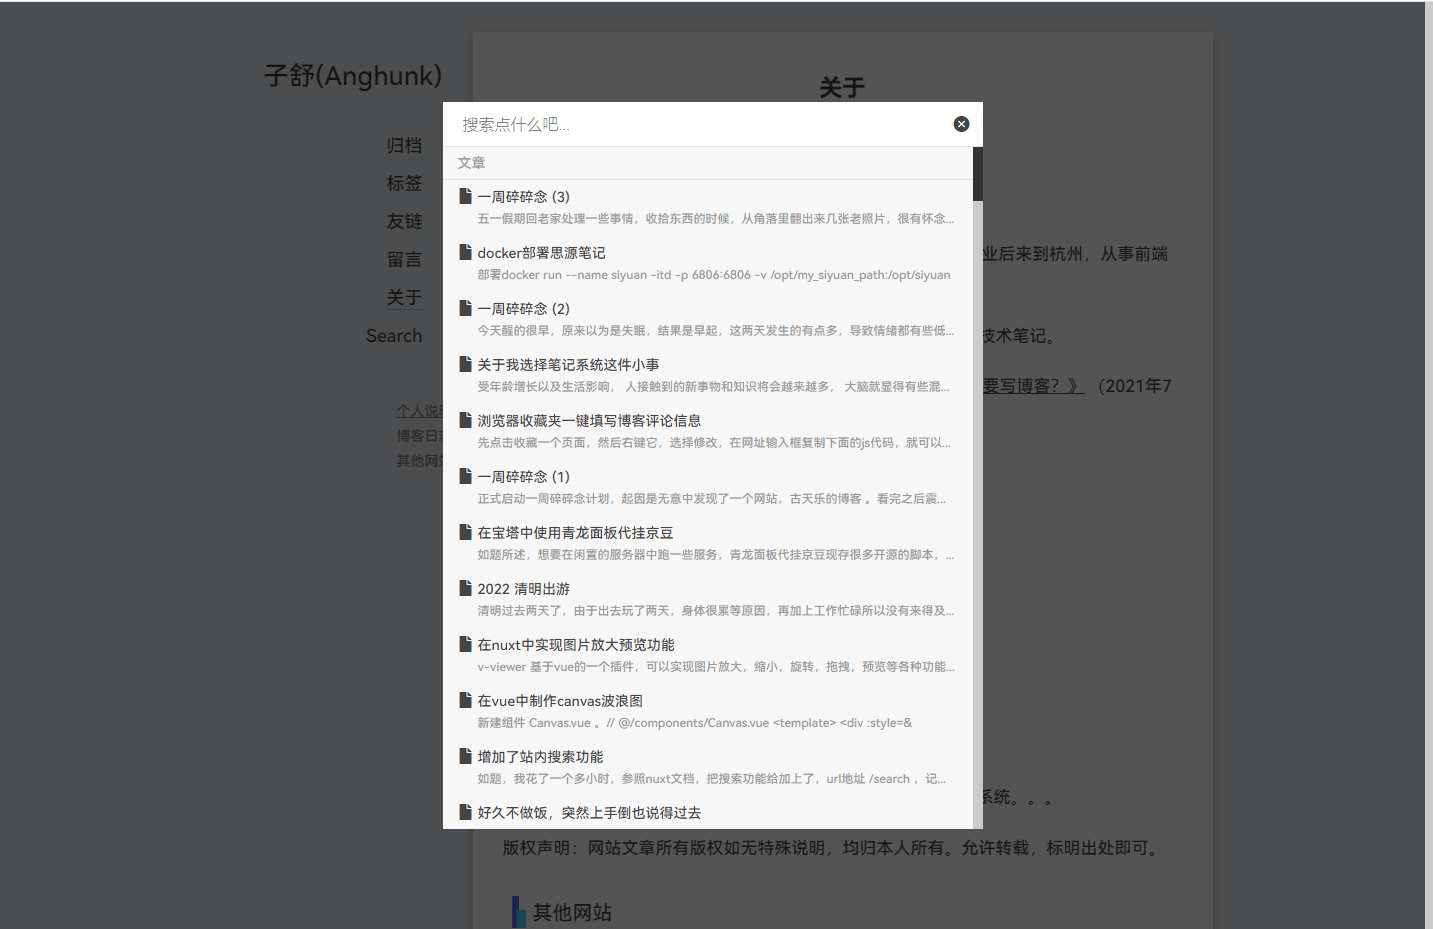 子舒(Anghunk)
归档
标签
友链
留言
关于
Search
个人说
博客日
其他网
关于
业后来到杭州，从事前端
技术笔记。
要写博客？》 （2021年7
系统。。。
版权声明：网站文章所有版权如无特殊说明，均归本人所有。允许转载，标明出处即可。
其他网站
搜索点什么吧...
文章
一周碎碎念 (3)
五一假期回老家处理一些事情，收拾东西的时候，从角落里翻出来几张老照片，很有怀念...
docker部署思源笔记
部署docker run --name siyuan -itd -p 6806:6806 -v /opt/my_siyuan_path:/opt/siyuan
一周碎碎念 (2)
今天醒的很早，原来以为是失眠，结果是早起，这两天发生的有点多，导致情绪都有些低...
关于我选择笔记系统这件小事
受年龄增长以及生活影响， 人接触到的新事物和知识将会越来越多， 大脑就显得有些混...
浏览器收藏夹一键填写博客评论信息
先点击收藏一个页面，然后右键它，选择修改，在网址输入框复制下面的js代码，就可以...
一周碎碎念 (1)
正式启动一周碎碎念计划，起因是无意中发现了一个网站，古天乐的博客 。看完之后震...
在宝塔中使用青龙面板代挂京豆
如题所述，想要在闲置的服务器中跑一些服务，青龙面板代挂京豆现存很多开源的脚本，...
2022 清明出游
清明过去两天了，由于出去玩了两天，身体很累等原因，再加上工作忙碌所以没有来得及...
在nuxt中实现图片放大预览功能
v-viewer 基于vue的一个插件，可以实现图片放大，缩小，旋转，拖拽，预览等各种功能...
在vue中制作canvas波浪图
新建组件 Canvas.vue 。// @/components/Canvas.vue <template> <div :style=&
增加了站内搜索功能
如题，我花了一个多小时，参照nuxt文档，把搜索功能给加上了，url地址 /search ，记...
好久不做饭，突然上手倒也说得过去